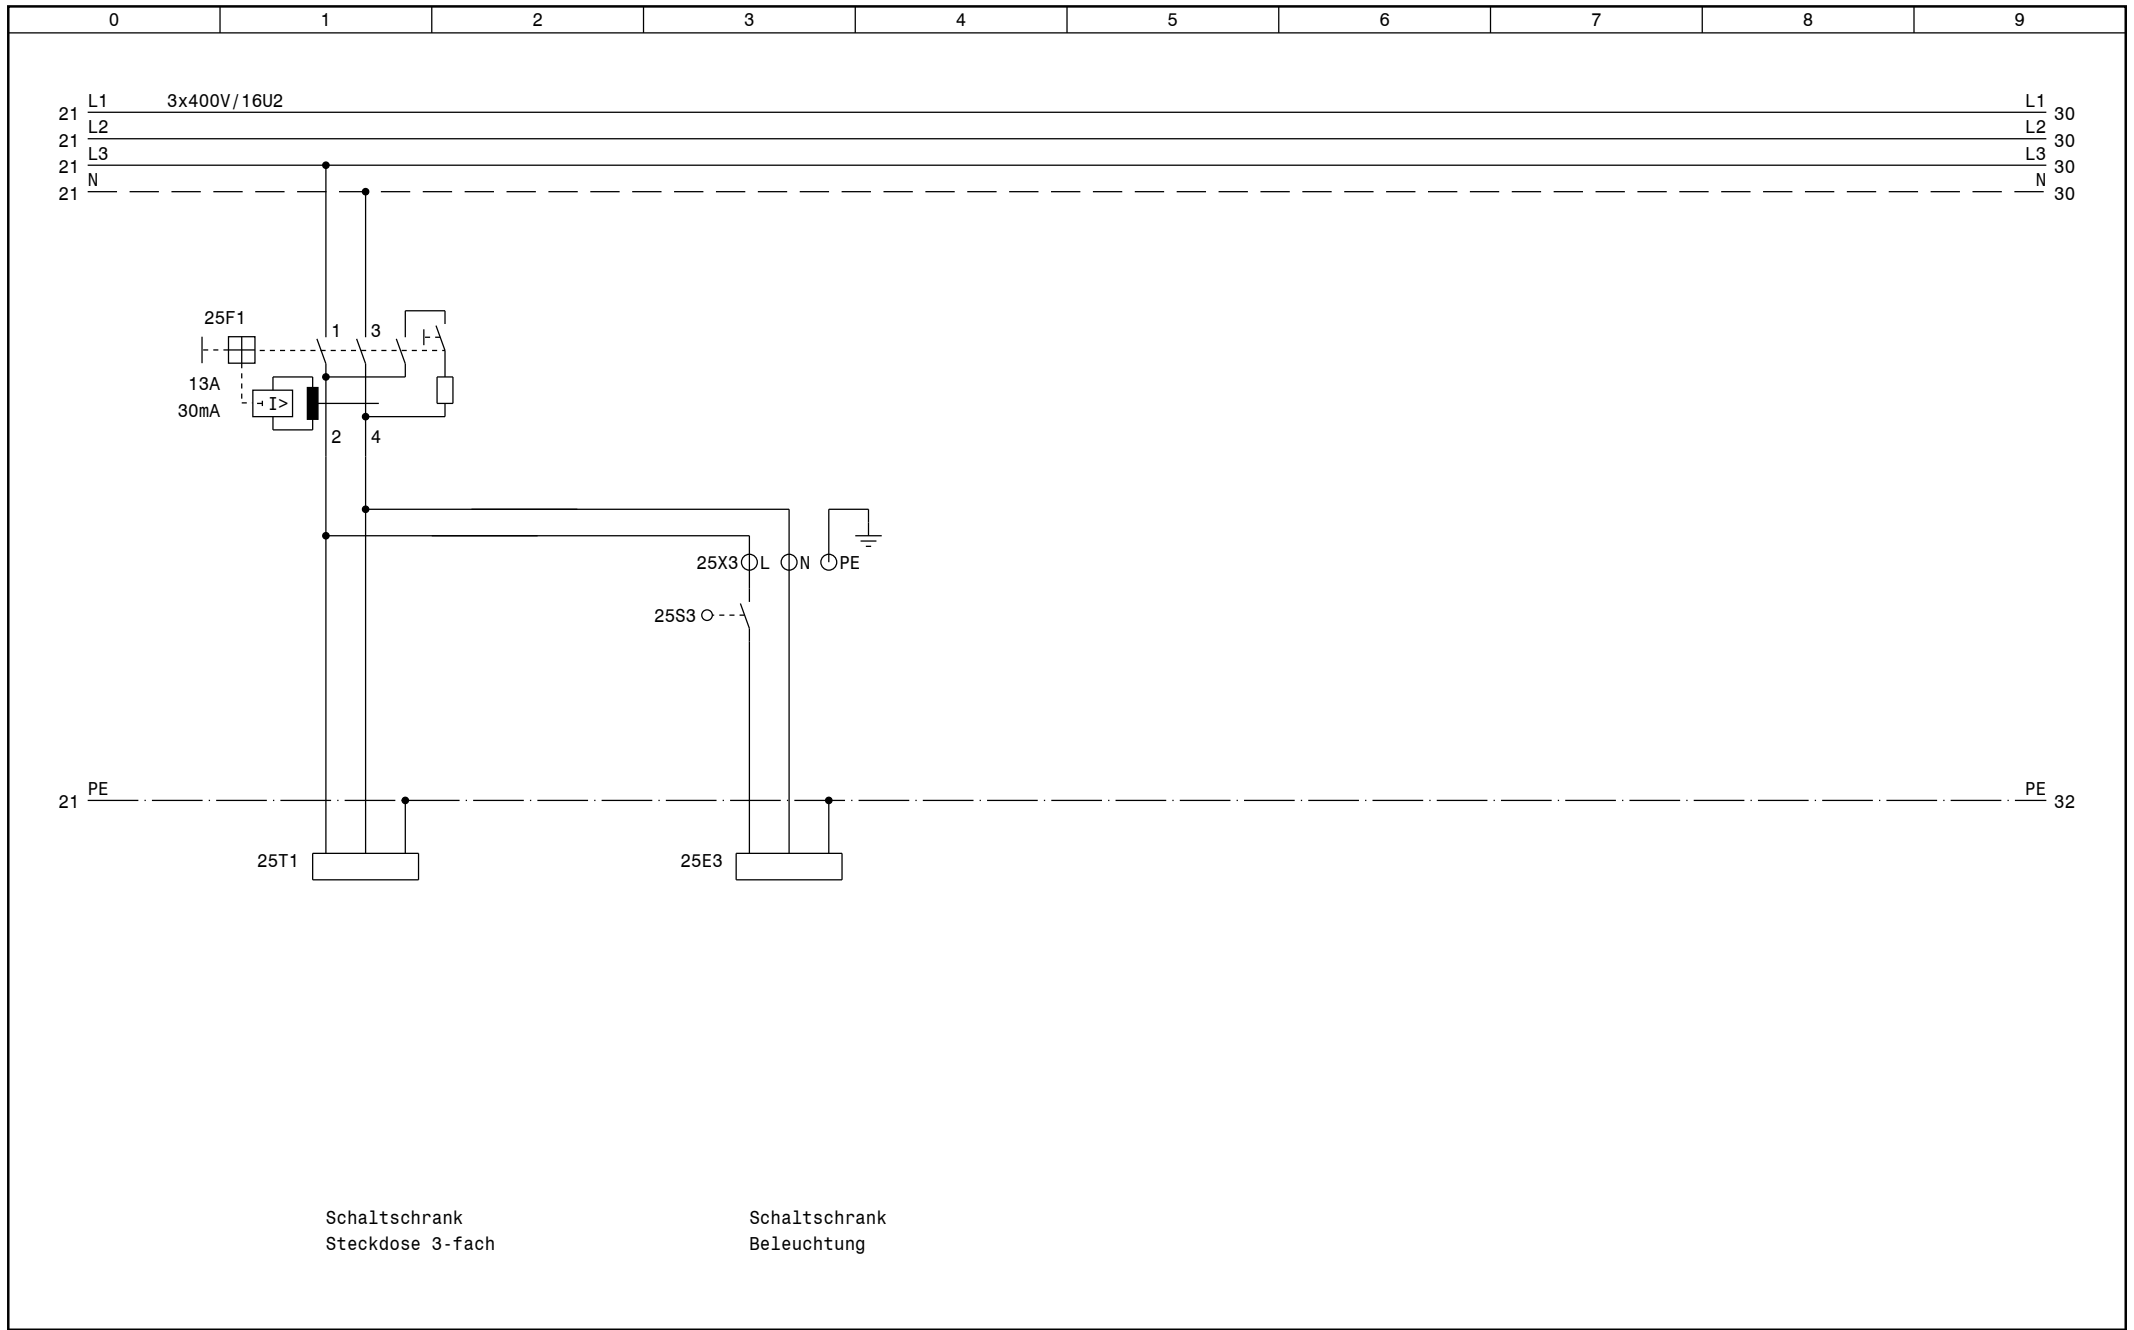 0 1 2 3 4 5 6 7 8 9
L1 3x400V/16U2 L1
21 30
L2 L2
21 30
L3 L3
21 30
N N
21 30
25F1
1 3
13A
I>
30mA
2 4
25X3 L N PE
25S3
PE PE
21 32
25T1 25E3
Schaltschrank
Steckdose 3-fach
Schaltschrank
Beleuchtung